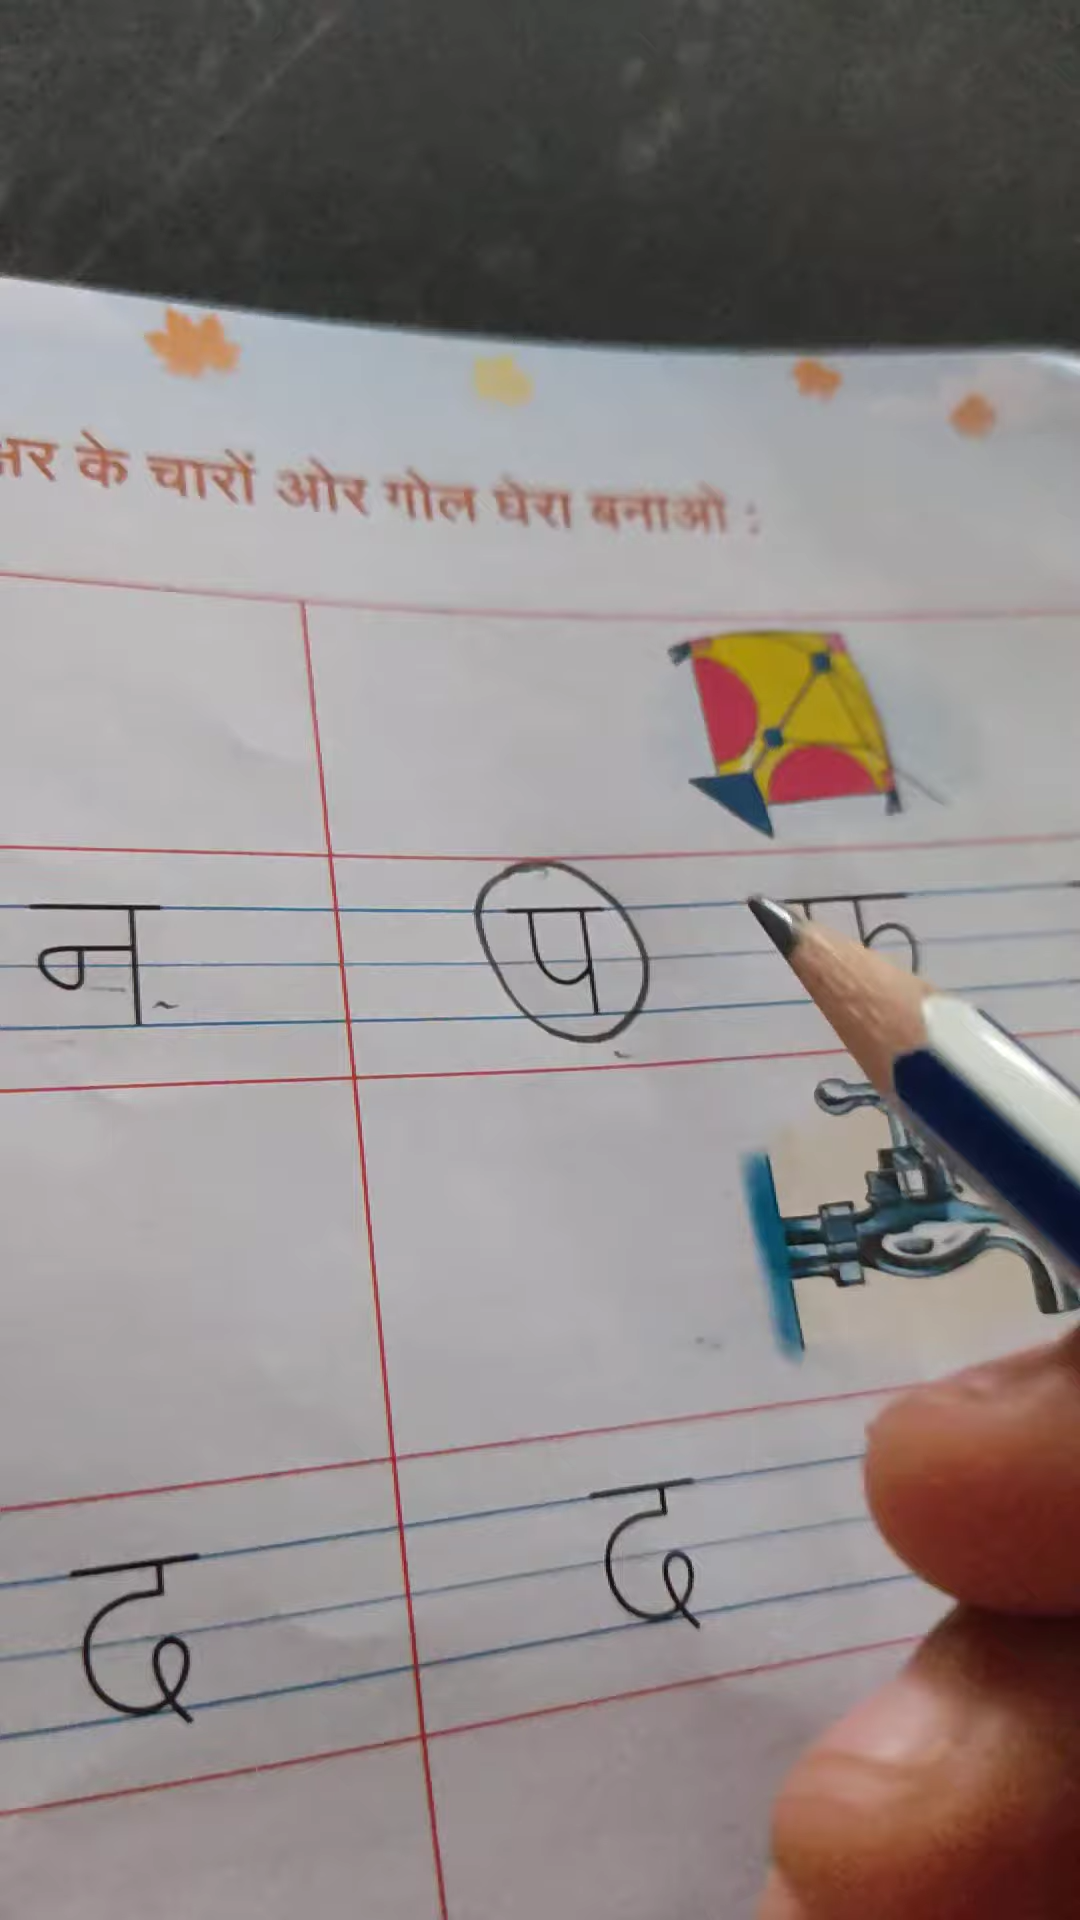 के चारों ओर गोल घेरा बनाओ :
न प
द द